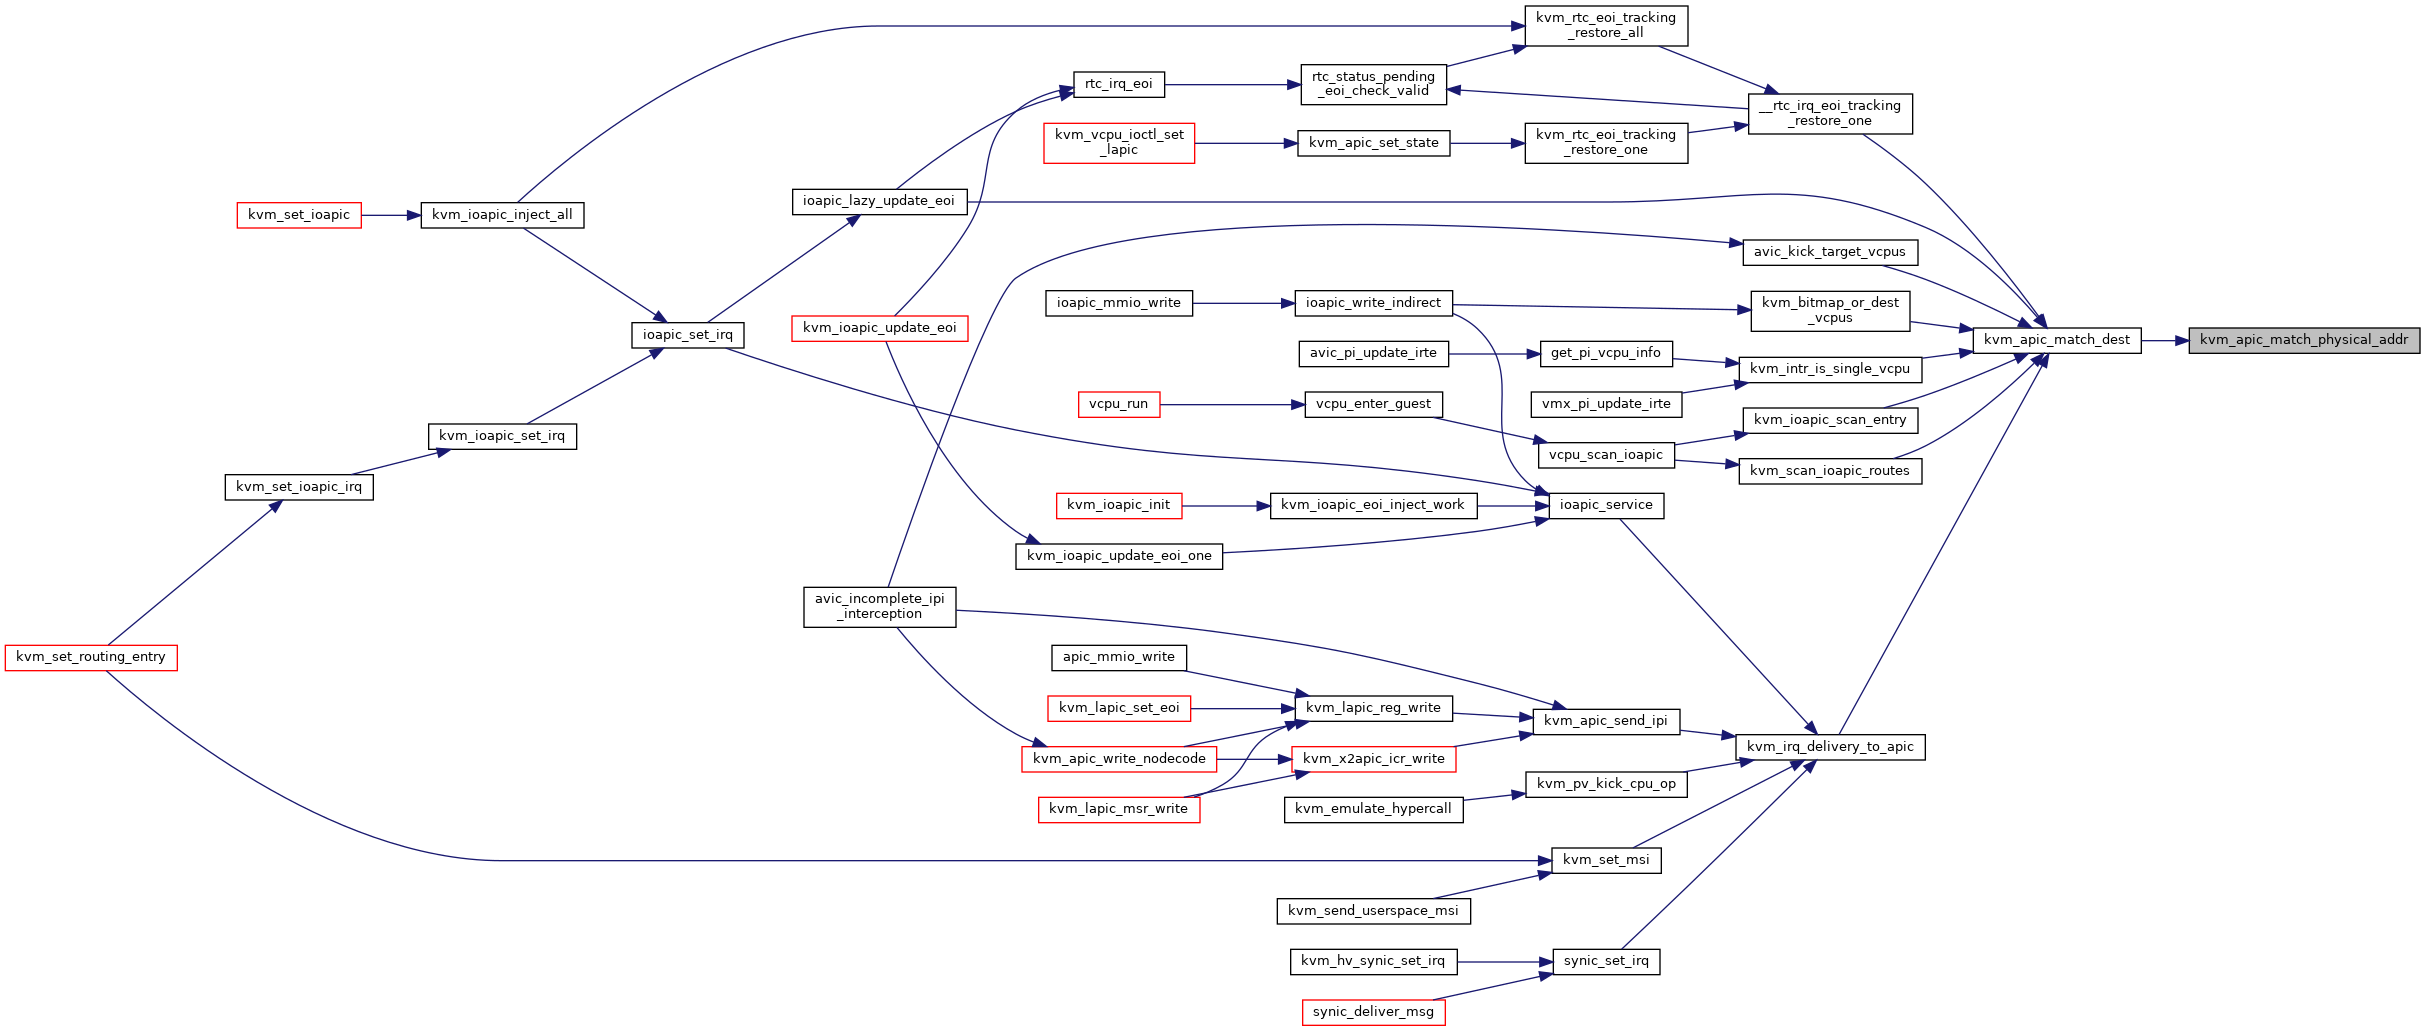 kvm_rtc_eoi_tracking
_restore_all
rtc_irq_eoi
rtc_status_pending
_eoi_check_valid
__rtc_irq_eoi_tracking
_restore_one
kvm_vcpu_ioctl_set
_lapic
kvm_apic_set_state
kvm_rtc_eoi_tracking
_restore_one
ioapic_lazy_update_eoi
kvm_set_ioapic
kvm_ioapic_inject_all
avic_kick_target_vcpus
ioapic_mmio_write
ioapic_write_indirect
kvm_bitmap_or_dest
_vcpus
kvm_ioapic_update_eoi
ioapic_set_irq
kvm_apic_match_dest
kvm_apic_match_physical_addr
avic_pi_update_irte
get_pi_vcpu_info
kvm_intr_is_single_vcpu
vcpu_run
vcpu_enter_guest
vmx_pi_update_irte
kvm_ioapic_scan_entry
kvm_ioapic_set_irq
vcpu_scan_ioapic
kvm_scan_ioapic_routes
kvm_set_ioapic_irq
kvm_ioapic_init
kvm_ioapic_eoi_inject_work
ioapic_service
kvm_ioapic_update_eoi_one
avic_incomplete_ipi
_interception
kvm_set_routing_entry
apic_mmio_write
kvm_lapic_set_eoi
kvm_lapic_reg_write
kvm_apic_send_ipi
kvm_irq_delivery_to_apic
kvm_apic_write_nodecode
kvm_x2apic_icr_write
kvm_pv_kick_cpu_op
kvm_lapic_msr_write
kvm_emulate_hypercall
kvm_set_msi
kvm_send_userspace_msi
kvm_hv_synic_set_irq
synic_set_irq
synic_deliver_msg